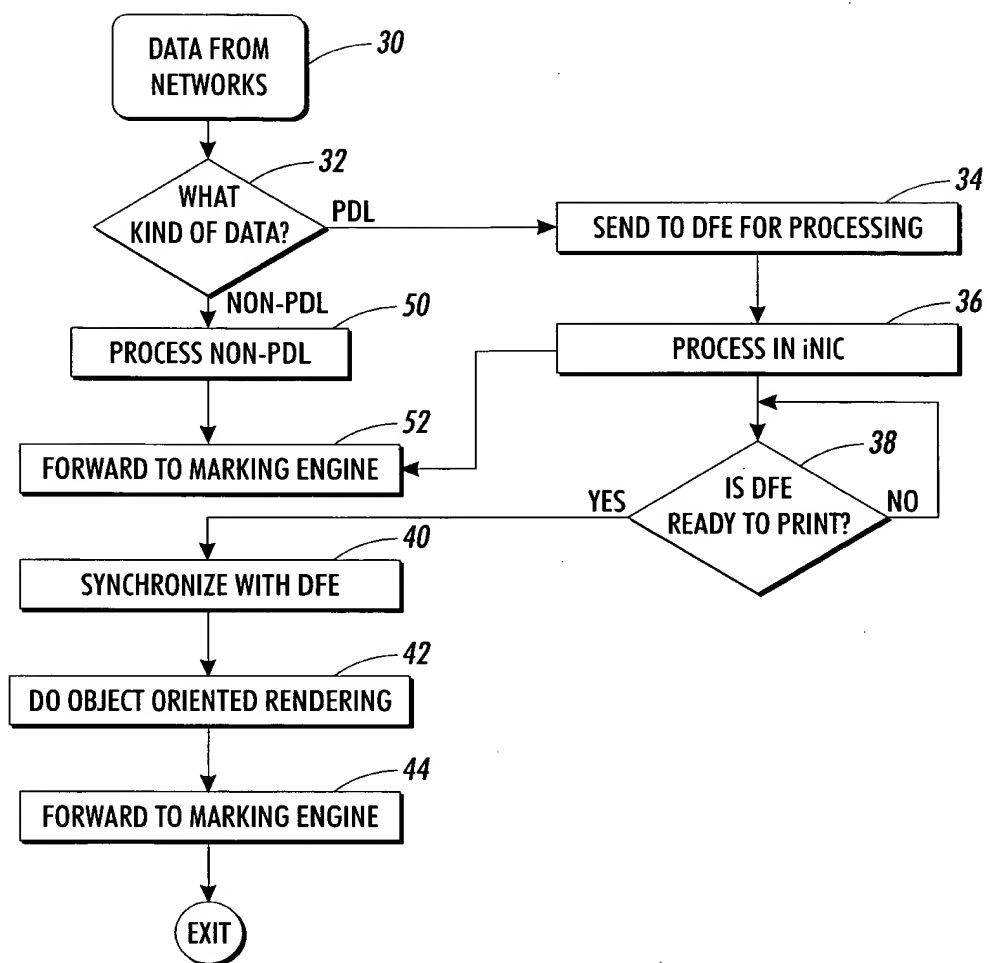 DATA FROM
NETWORKS
30
WHAT
KIND OF DATA?
32
PDL
NON-PDL
SEND TO DFE FOR PROCESSING
34
PROCESS IN iNIC
36
PROCESS NON-PDL
50
FORWARD TO MARKING ENGINE
52
IS DFE
READY TO PRINT?
38
YES
NO
SYNCHRONIZE WITH DFE
40
DO OBJECT ORIENTED RENDERING
42
FORWARD TO MARKING ENGINE
44
EXIT